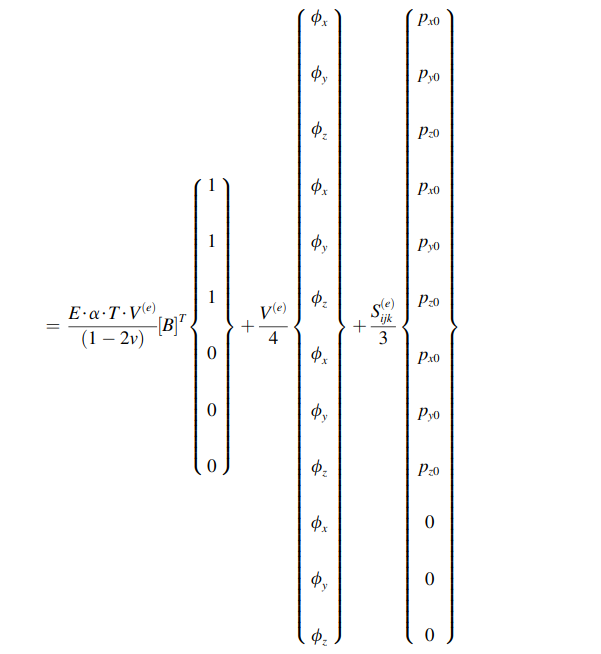 = \frac{E \cdot \alpha \cdot T \cdot V^{(e)}}{(1 - 2v)} [B]^T \begin{Bmatrix} 1 \\ 1 \\ 1 \\ 0 \\ 0 \\ 0 \end{Bmatrix} + \frac{V^{(e)}}{4} \begin{Bmatrix} \phi_x \\ \phi_y \\ \phi_z \\ \phi_x \\ \phi_y \\ \phi_z \\ \phi_x \\ \phi_y \\ \phi_z \\ \phi_x \\ \phi_y \\ \phi_z \end{Bmatrix} + \frac{S_{ijk}^{(e)}}{3} \begin{Bmatrix} p_{x0} \\ p_{y0} \\ p_{z0} \\ p_{x0} \\ p_{y0} \\ p_{z0} \\ p_{x0} \\ p_{y0} \\ p_{z0} \\ 0 \\ 0 \\ 0 \end{Bmatrix}